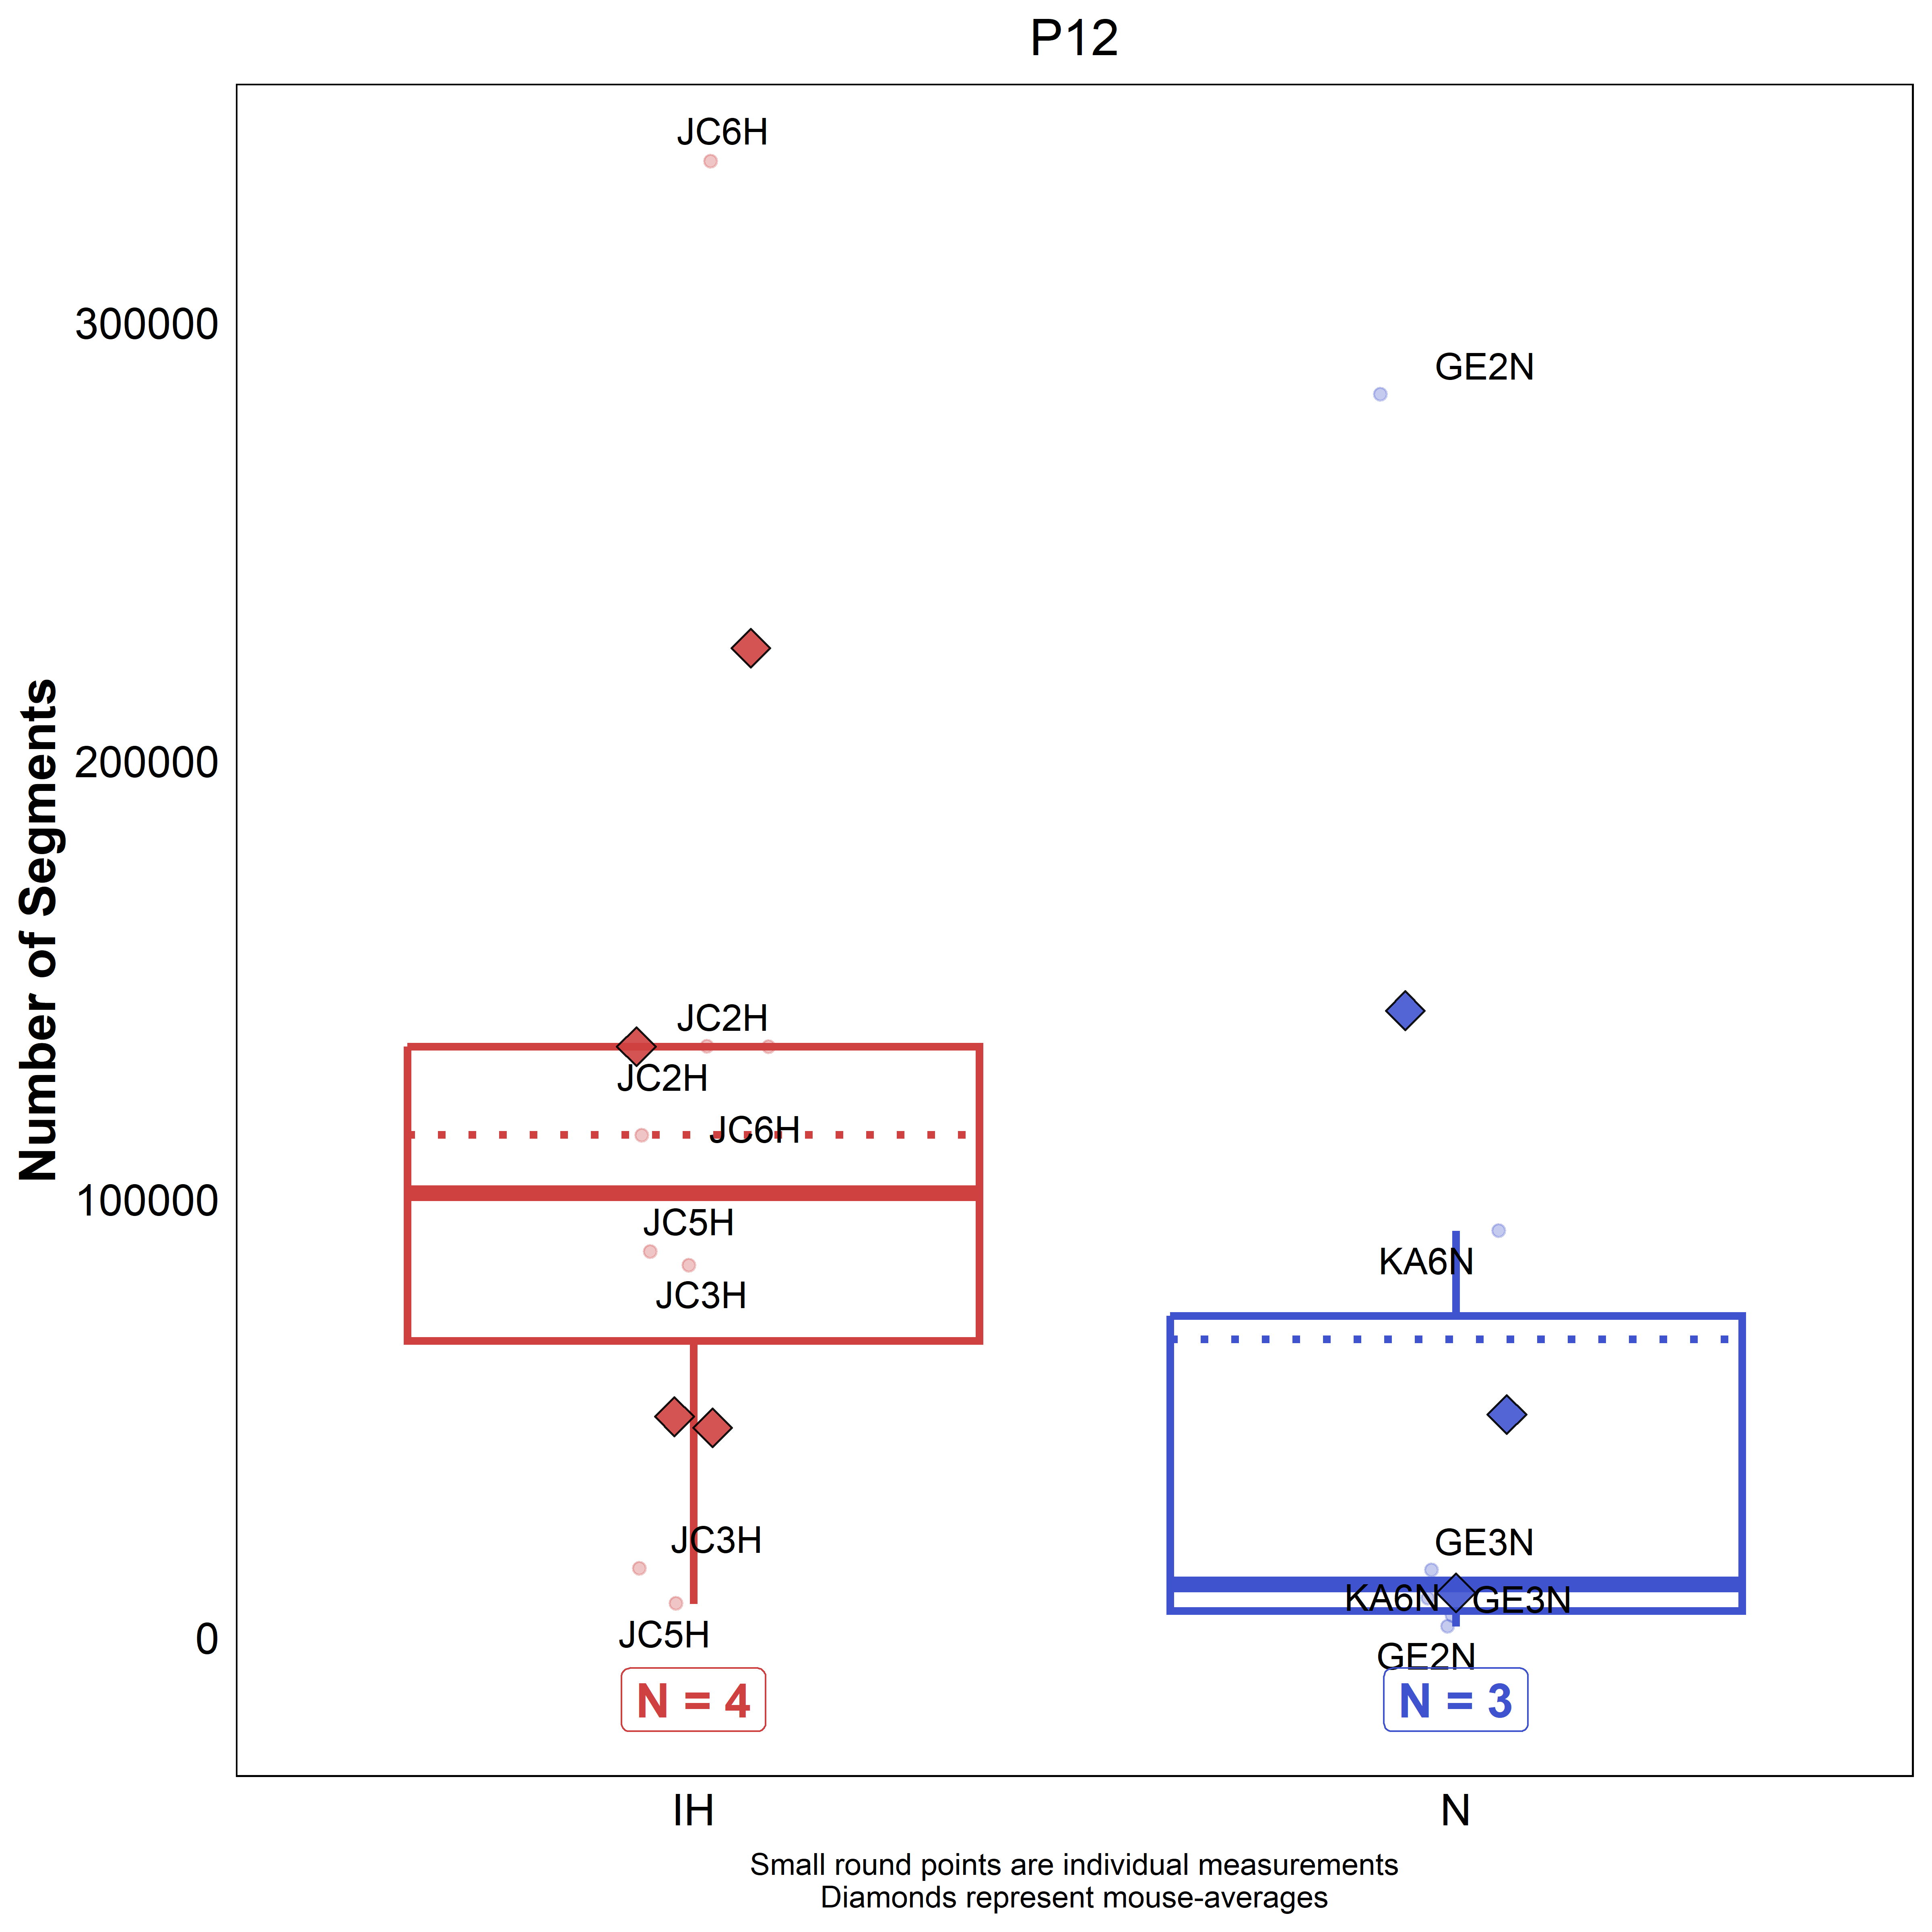 P12
JC6H
300000
GE2N
200000
Number of Segments
JC2H
JC2H
JC6H
100000
JC5H
KA6N
JC3H
JC3H
GE3N
KA6N
GE3N
JC5H
0
GE2N
N = 4
N = 3
IH
N
Small round points are individual measurements
Diamonds represent mouse-averages